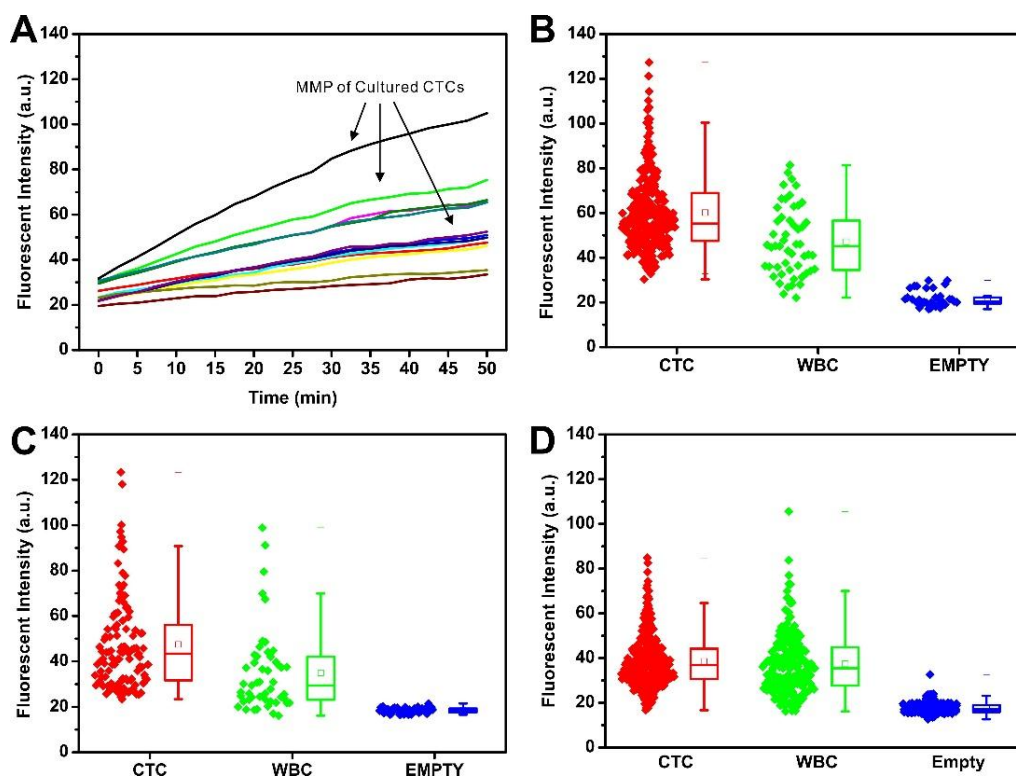 A
Fluorescent Intensity (a.u.)
140
120
100
80
60
40
20
0
MMP of Cultured CTCs
0 5 10 15 20 25 30 35 40 45 50
Time (min)
B
Fluorescent Intensity (a.u.)
140
120
100
80
60
40
20
0
CTC WBC EMPTY
C
Fluorescent Intensity (a.u.)
140
120
100
80
60
40
20
0
CTC WBC EMPTY
D
Fluorescent Intensity (a.u.)
140
120
100
80
60
40
20
0
CTC WBC Empty